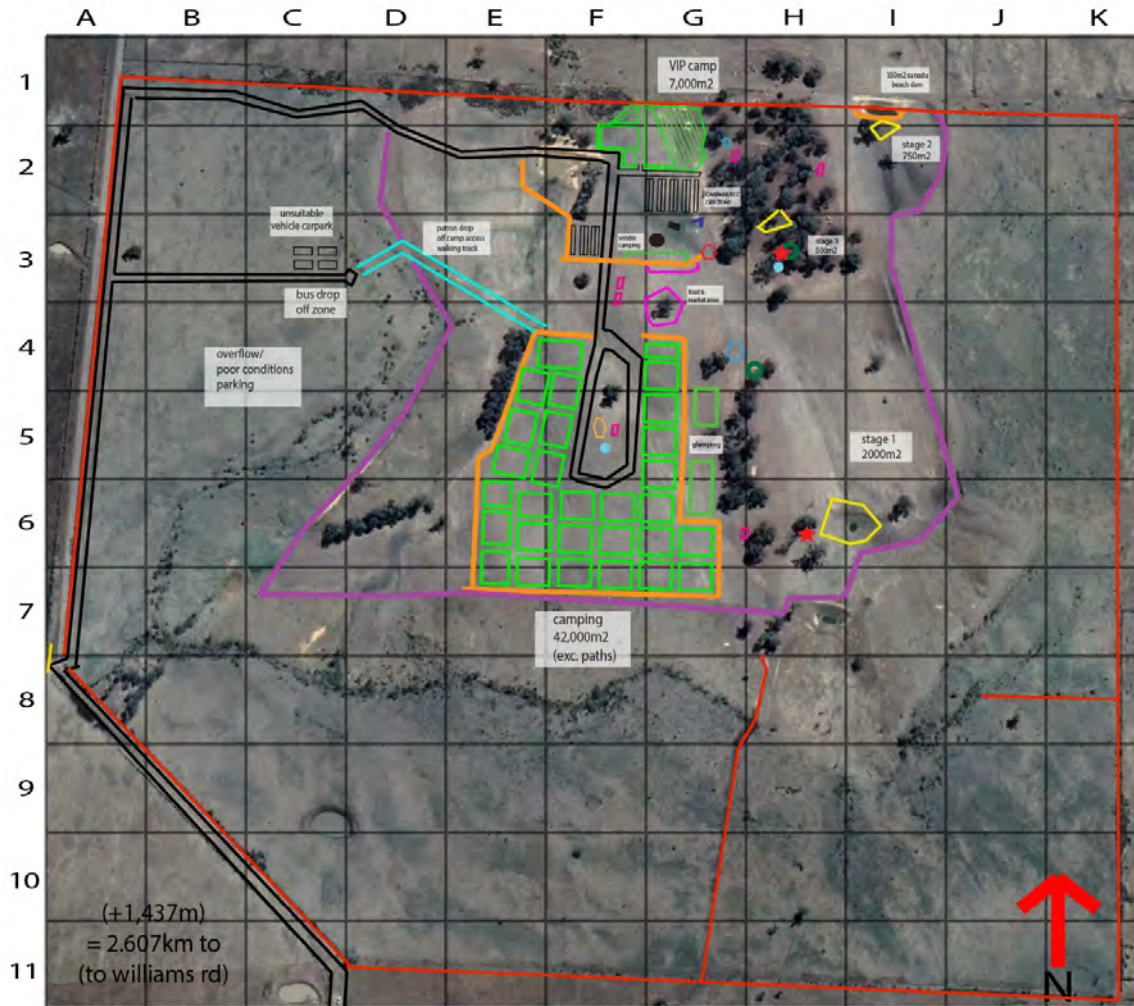 A B C D E F G H I J K
1
2
3
4
5
6
7
8
9
10
11
VIP camp
7,000m2
beach dam
stage 2
750m2
unsuitable
vehicle carpark
patron drop
off camp access
walking track
vendor
camping
stage 3
500m2
bus drop
off zone
food &
market zone
overflow/
poor conditions
parking
glamping
stage 1
2000m2
camping
42,000m2
(exc. paths)
(+1,437m)
= 2.607km to
(to williams rd)
N